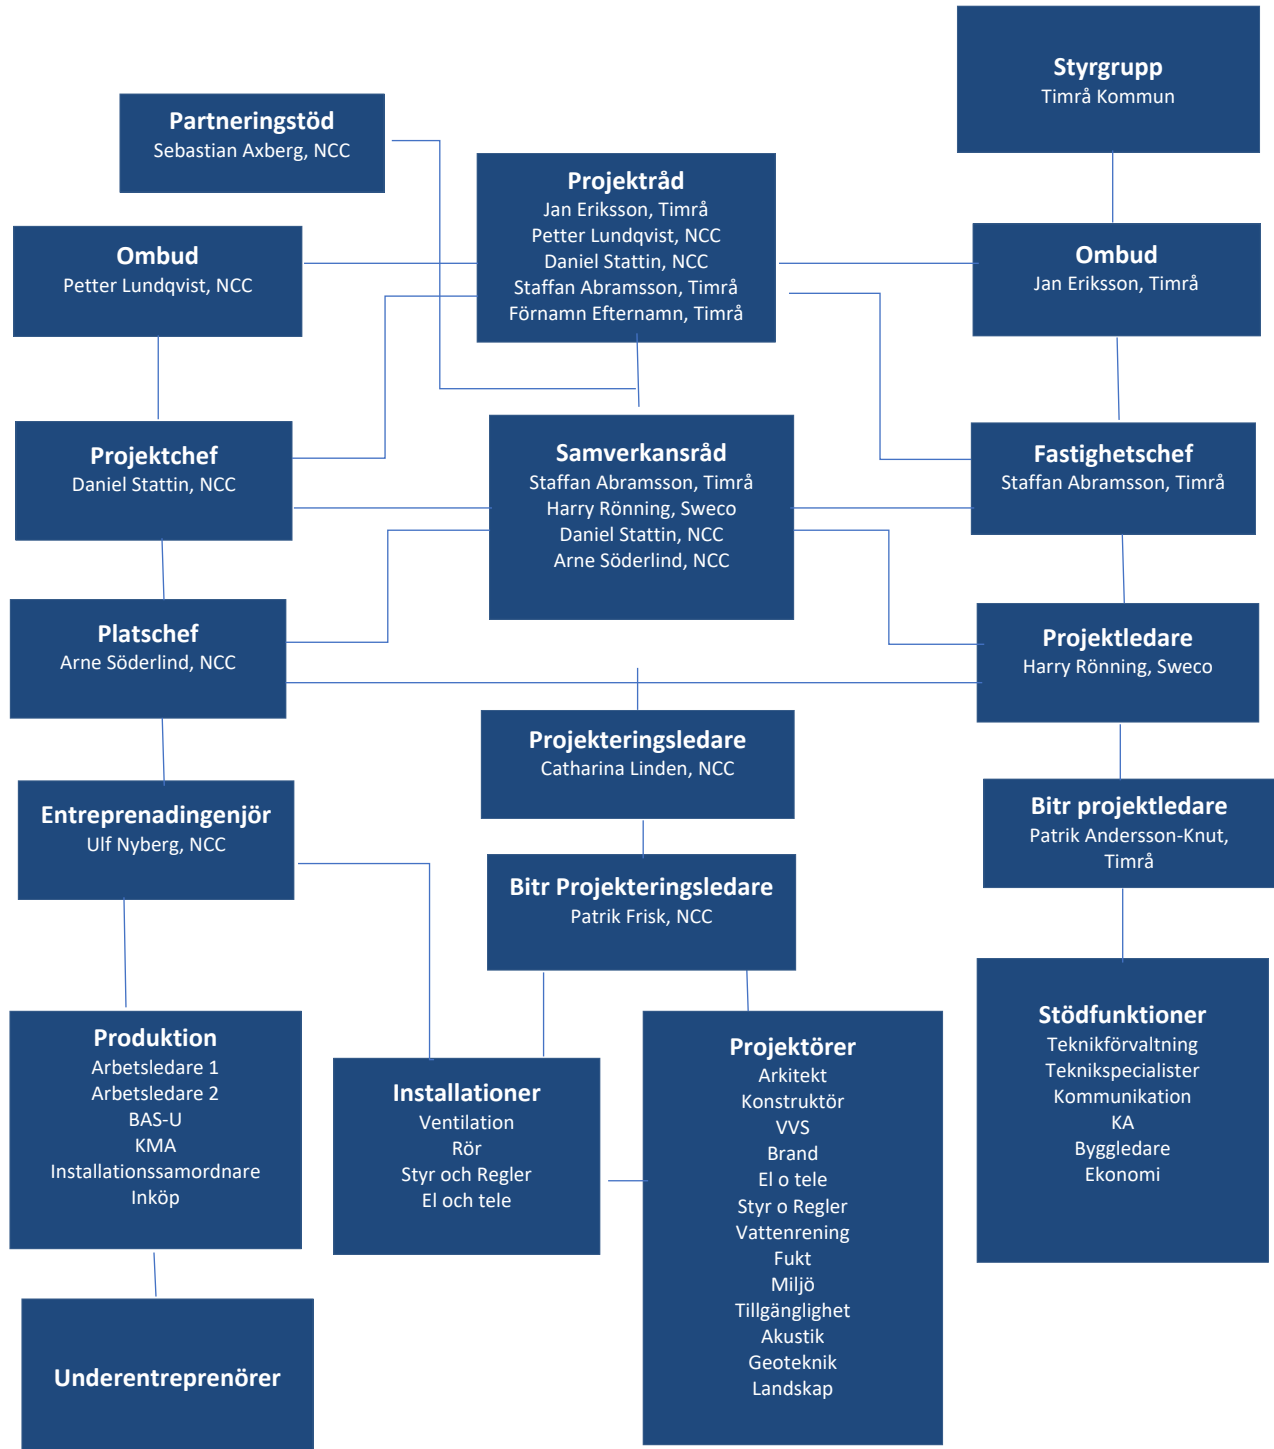 Styrgrupp
Timrå Kommun
Partneringstöd
Sebastian Axberg, NCC
Projektråd
Jan Eriksson, Timrå
Petter Lundqvist, NCC
Daniel Stattin, NCC
Staffan Abramsson, Timrå
Förnamn Efternamn, Timrå
Ombud
Petter Lundqvist, NCC
Ombud
Jan Eriksson, Timrå
Projektchef
Daniel Stattin, NCC
Samverkansråd
Staffan Abramsson, Timrå
Harry Rönning, Sweco
Daniel Stattin, NCC
Arne Söderlind, NCC
Fastighetschef
Staffan Abramsson, Timrå
Platschef
Arne Söderlind, NCC
Projektledare
Harry Rönning, Sweco
Projekteringsledare
Catharina Linden, NCC
Entreprenadingenjör
Ulf Nyberg, NCC
Bitr projektledare
Patrik Andersson-Knut,
Timrå
Bitr Projekteringsledare
Patrik Frisk, NCC
Produktion
Arbetsledare 1
Arbetsledare 2
BAS-U
KMA
Installationssamordnare
Inköp
Installationer
Ventilation
Rör
Styr och Regler
El och tele
Projektörer
Arkitekt
Konstruktör
VVS
Brand
El o tele
Styr o Regler
Vattenrening
Fukt
Miljö
Tillgänglighet
Akustik
Geoteknik
Landskap
Stödfunktioner
Teknikförvaltning
Teknikspecialister
Kommunikation
KA
Byggledare
Ekonomi
Underentreprenörer